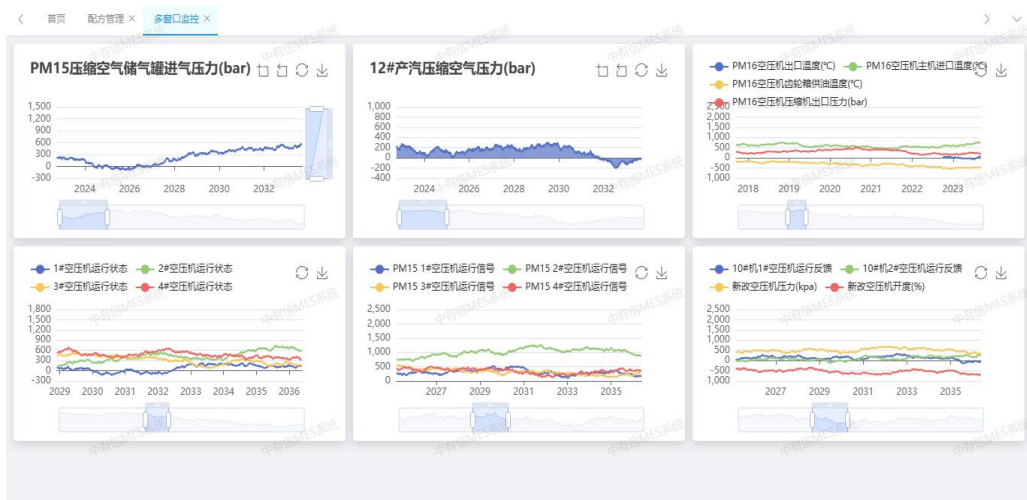 首页 配方管理 × 多窗口监控 ×
PM15压缩空气储气罐进气压力(bar)
1,500
1,200
900
600
300
0
-300
2024 2026 2028 2030 2032
12#产汽压缩空气压力(bar)
1,000
800
600
400
200
0
-200
-400
2024 2026 2028 2030 2032
PM16空压机出口温度(℃) PM16空压机主机进口温度(℃)
PM16空压机齿轮箱供油温度(℃)
PM16空压机压缩机出口压力(bar)
2,500
2,000
1,500
1,000
500
0
-500
-1,000
2018 2019 2020 2021 2022 2023
1#空压机运行状态 2#空压机运行状态
3#空压机运行状态 4#空压机运行状态
1,800
1,500
1,200
900
600
300
0
-300
2029 2030 2031 2032 2033 2034 2035 2036
PM15 1#空压机运行信号 PM15 2#空压机运行信号
PM15 3#空压机运行信号 PM15 4#空压机运行信号
2,500
2,000
1,500
1,000
500
0
2027 2029 2031 2033 2035
10#机1#空压机运行反馈 10#机2#空压机运行反馈
新改空压机压力(kpa) 新改空压机开度(%)
2,500
2,000
1,500
1,000
500
0
-500
-1,000
2027 2029 2031 2033 2035
中有信MES系统